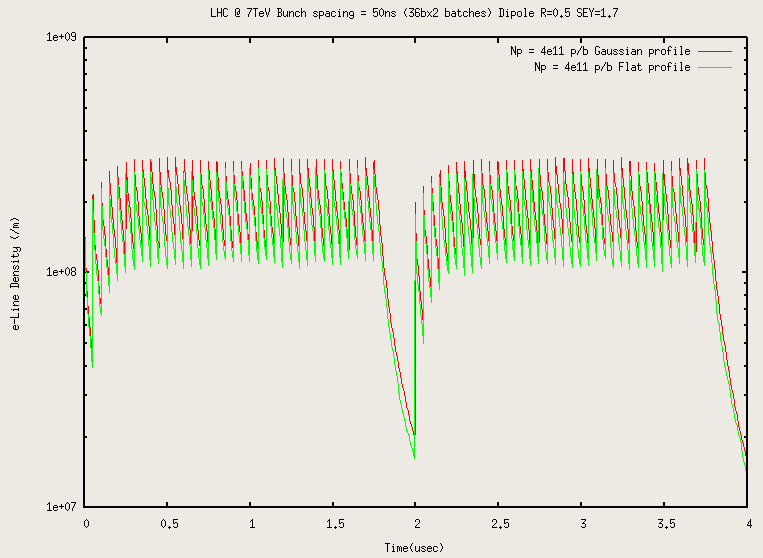 LHC @ 7TeV Bunch spacing = 50ns (36bx2 batches) Dipole R=0.5 SEY=1.7
1e+09
Np = 4e11 p/b Gaussian profile
Np = 4e11 p/b Flat profile
e-Line Density (/m)
1e+08
1e+07
0 0.5 1 1.5 2 2.5 3 3.5 4
Time(usec)